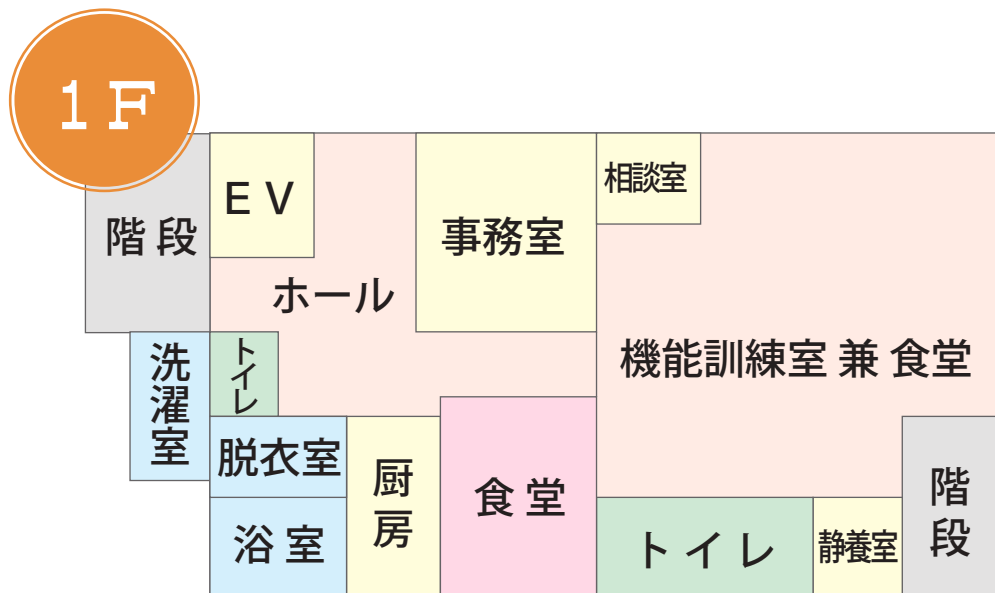 1F
階段
EV
ホール
事務室
相談室
機能訓練室 兼 食堂
洗濯室
トイレ
脱衣室
浴室
厨房
食堂
トイレ
静養室
階段